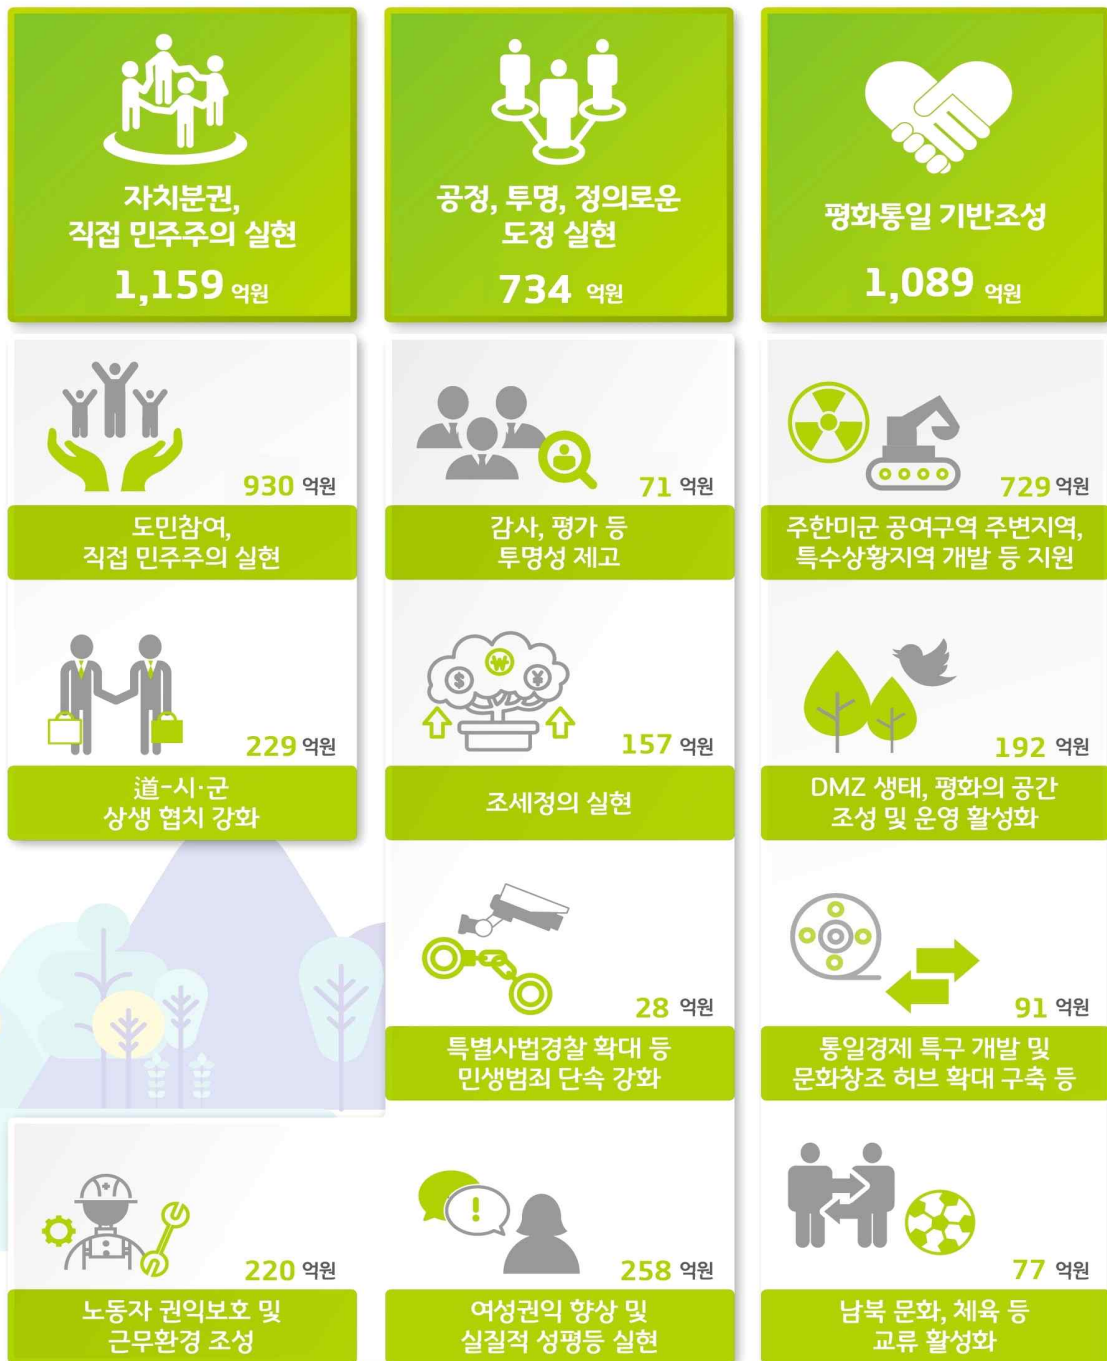 자치분권,
직접 민주주의 실현
1,159 억원
공정, 투명, 정의로운
도정 실현
734 억원
평화통일 기반조성
1,089 억원
930 억원
도민참여,
직접 민주주의 실현
71 억원
감사, 평가 등
투명성 제고
729 억원
주한미군 공여구역 주변지역,
특수상황지역 개발 등 지원
229 억원
道-시·군
상생 협치 강화
$ ₩ ¥
157 억원
조세정의 실현
192 억원
DMZ 생태, 평화의 공간
조성 및 운영 활성화
28 억원
특별사법경찰 확대 등
민생범죄 단속 강화
91 억원
통일경제 특구 개발 및
문화창조 허브 확대 구축 등
220 억원
노동자 권익보호 및
근무환경 조성
!
258 억원
여성권익 향상 및
실질적 성평등 실현
77 억원
남북 문화, 체육 등
교류 활성화